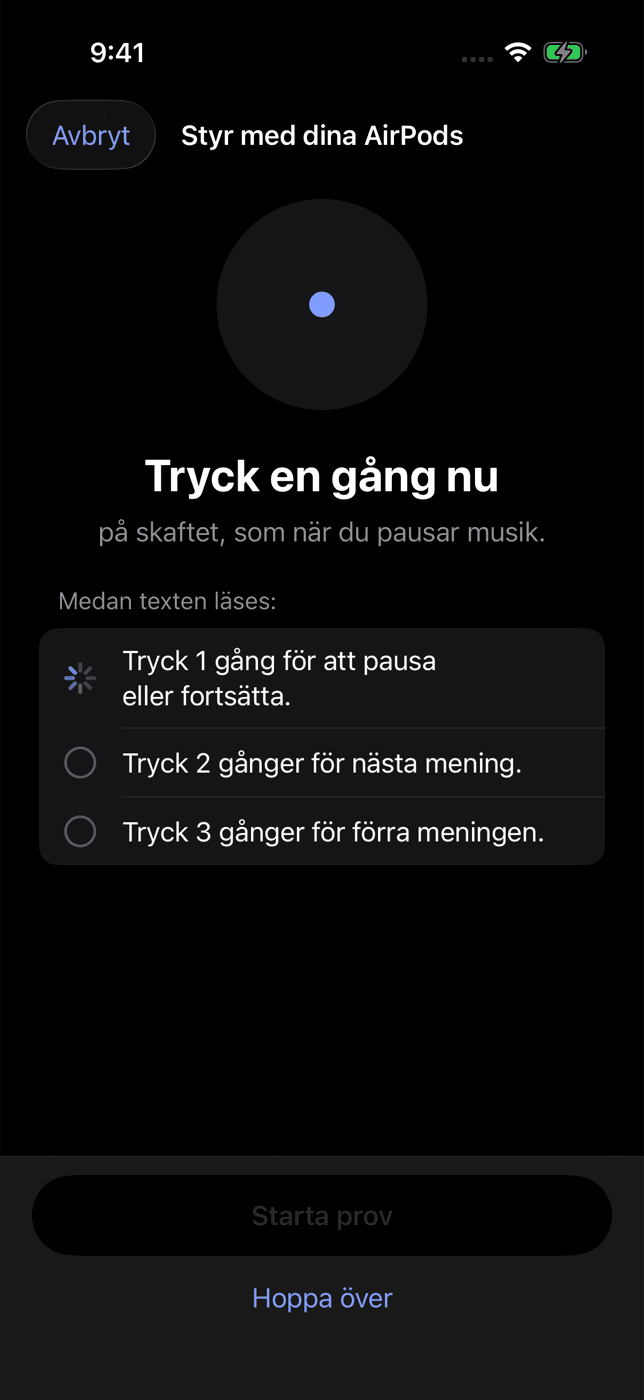 9:41
Avbryt
Styr med dina AirPods
Tryck en gång nu
på skaftet, som när du pausar musik.
Medan texten läses:
Tryck 1 gång för att pausa
eller fortsätta.
Tryck 2 gånger för nästa mening.
Tryck 3 gånger för förra meningen.
Starta prov
Hoppa över